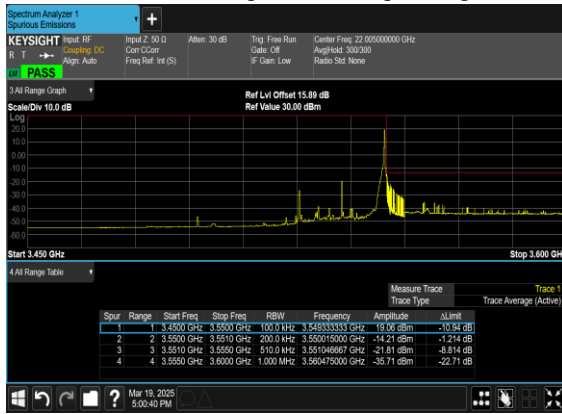 Spectrum Analyzer 1
Spurious Emissions
+
KEYSIGHT Input: RF Input Z: 50 Ω Atten: 30 dB Trig: Free Run Center Freq: 22.005000000 GHz
R T Coupling: DC Corr CCorr Gate: Off Avg|Hold: 300/300
Align: Auto Freq Ref: Int (S) IF Gain: Low Radio Std: None
LXI PASS
3 All Range Graph
Ref Lvl Offset 15.89 dB
Scale/Div 10.0 dB Ref Value 30.00 dBm
Log
20.0
10.0
0.00
-10.0
-20.0
-30.0
-40.0
-50.0
-60.0
Start 3.450 GHz Stop 3.600 GH
4 All Range Table
Measure Trace Trace 1
Trace Type Trace Average (Active)
Spur Range Start Freq Stop Freq RBW Frequency Amplitude ΔLimit
1 1 3.4500 GHz 3.5500 GHz 100.0 kHz 3.549333333 GHz 19.06 dBm -10.94 dB
2 2 3.5500 GHz 3.5510 GHz 200.0 kHz 3.550015000 GHz -14.21 dBm -1.214 dB
3 3 3.5510 GHz 3.5550 GHz 510.0 kHz 3.551046667 GHz -21.81 dBm -8.814 dB
4 4 3.5550 GHz 3.6000 GHz 1.000 MHz 3.560475000 GHz -35.71 dBm -22.71 dB
? Mar 19, 2025
5:00:40 PM